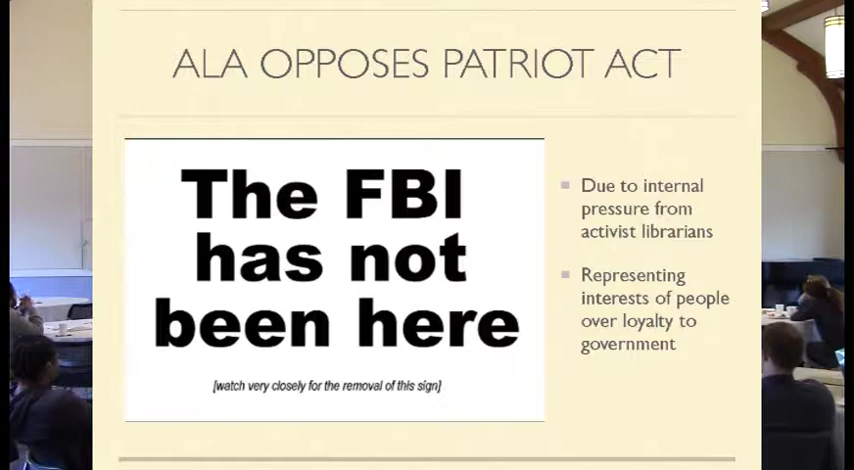 ALA OPPOSES PATRIOT ACT
The FBI
has not
been here
[watch very closely for the removal of this sign]
Due to internal
pressure from
activist librarians
Representing
interests of people
over loyalty to
government